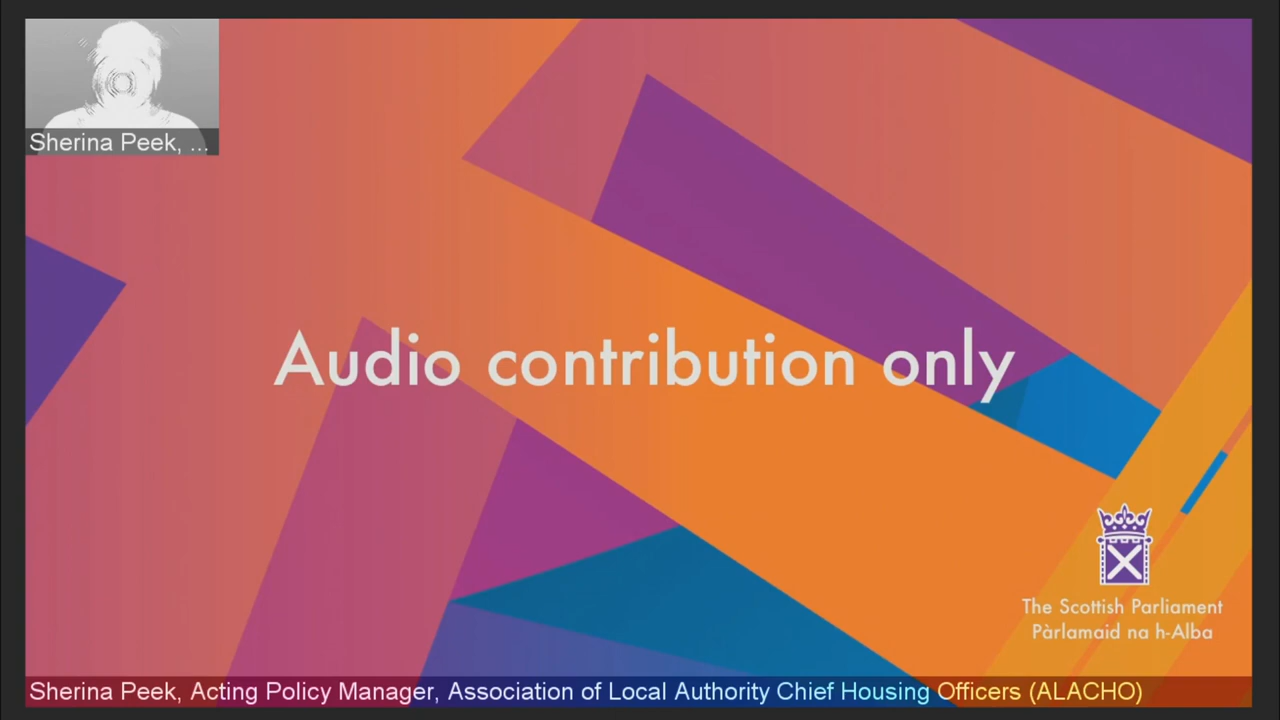 Sherina Peek, ...
Audio contribution only
The Scottish Parliament
Pàrlamaid na h-Alba
Sherina Peek, Acting Policy Manager, Association of Local Authority Chief Housing Officers (ALACHO)